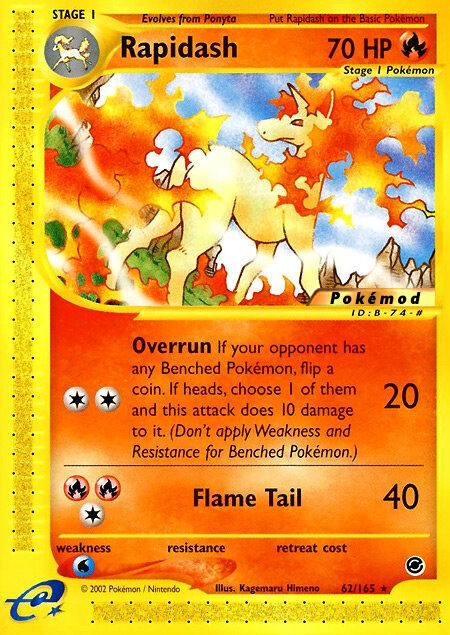 STAGE 1 Evolves from Ponyta Put Rapidash on the Basic Pokémon
Rapidash 70 HP
Stage 1 Pokémon
Pokémod
ID:B-74-#
Overrun If your opponent has
any Benched Pokémon, flip a
coin. If heads, choose 1 of them
and this attack does 10 damage
to it. (Don't apply Weakness and
Resistance for Benched Pokémon.)
20
Flame Tail 40
weakness resistance retreat cost
©2002 Pokémon / Nintendo Illus. Kagemaru Himeno 62/165 ★
e